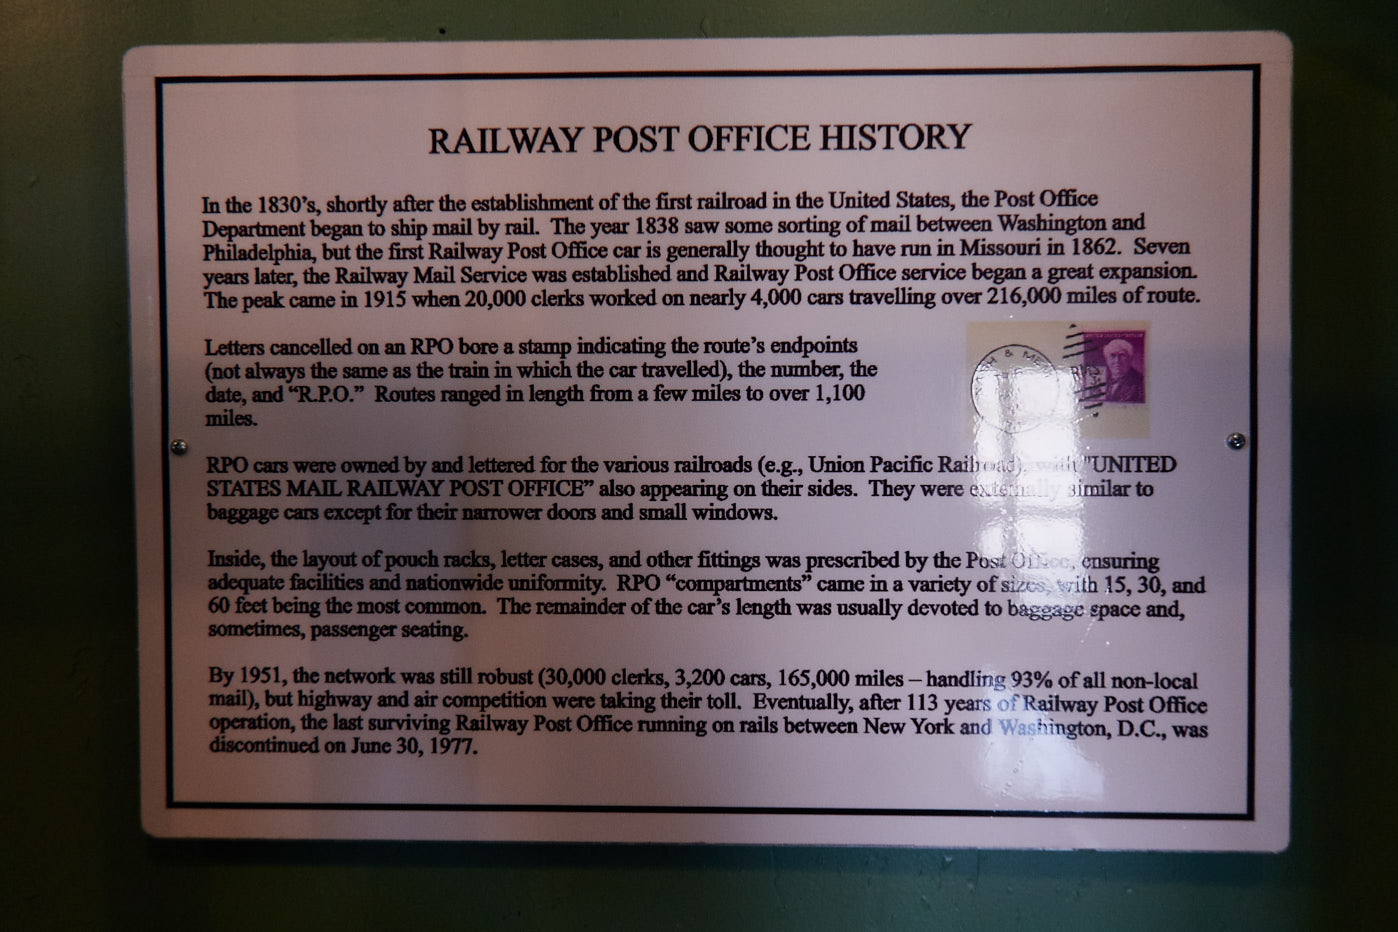 RAILWAY POST OFFICE HISTORY
In the 1830's, shortly after the establishment of the first railroad in the United States, the Post Office
Department began to ship mail by rail.  The year 1838 saw some sorting of mail between Washington and
Philadelphia, but the first Railway Post Office car is generally thought to have run in Missouri in 1862.  Seven
years later, the Railway Mail Service was established and Railway Post Office service began a great expansion.
The peak came in 1915 when 20,000 clerks worked on nearly 4,000 cars travelling over 216,000 miles of route.
Letters cancelled on an RPO bore a stamp indicating the route's endpoints
(not always the same as the train in which the car travelled), the number, the
date, and “R.P.O.”  Routes ranged in length from a few miles to over 1,100
miles.
RPO cars were owned by and lettered for the various railroads (e.g., Union Pacific Railroad), with "UNITED
STATES MAIL RAILWAY POST OFFICE” also appearing on their sides.  They were externally similar to
baggage cars except for their narrower doors and small windows.
Inside, the layout of pouch racks, letter cases, and other fittings was prescribed by the Post Office, ensuring
adequate facilities and nationwide uniformity.  RPO “compartments” came in a variety of sizes, with 15, 30, and
60 feet being the most common.  The remainder of the car's length was usually devoted to baggage space and,
sometimes, passenger seating.
By 1951, the network was still robust (30,000 clerks, 3,200 cars, 165,000 miles – handling 93% of all non-local
mail), but highway and air competition were taking their toll.  Eventually, after 113 years of Railway Post Office
operation, the last surviving Railway Post Office running on rails between New York and Washington, D.C., was
discontinued on June 30, 1977.